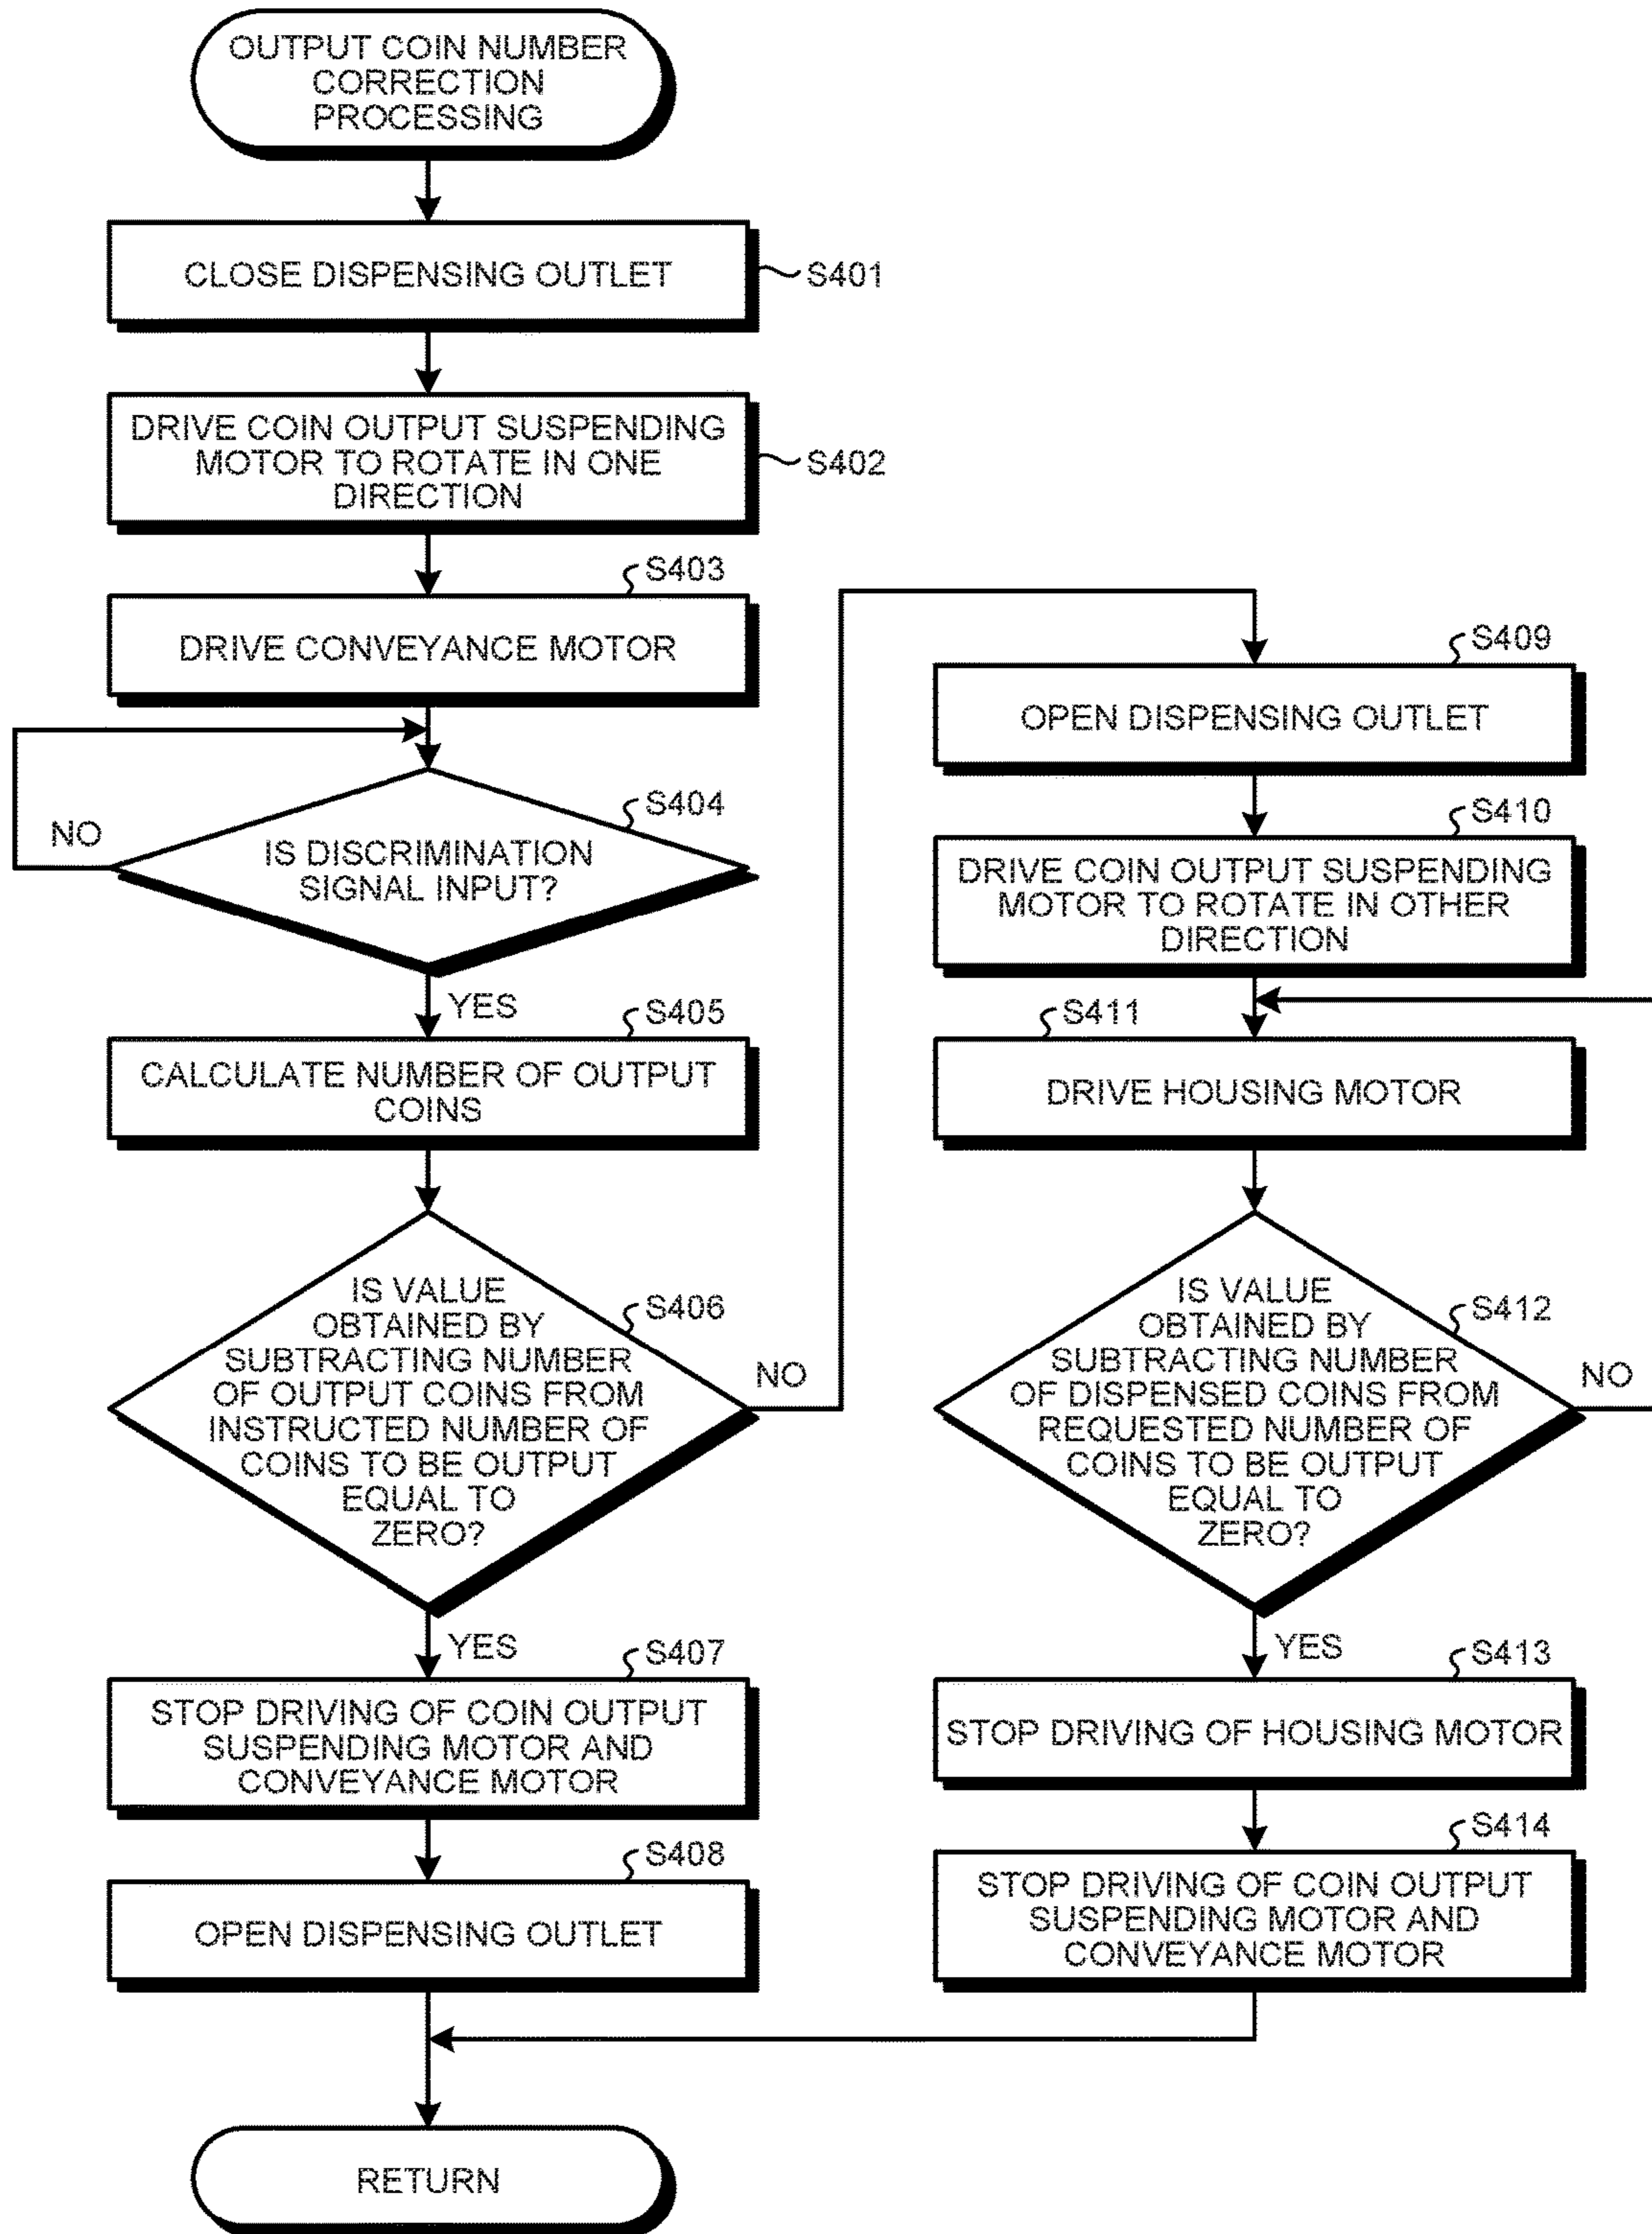 OUTPUT COIN NUMBER
CORRECTION
PROCESSING
CLOSE DISPENSING OUTLET
S401
DRIVE COIN OUTPUT SUSPENDING
MOTOR TO ROTATE IN ONE
DIRECTION
S402
S403
DRIVE CONVEYANCE MOTOR
S404
NO
IS DISCRIMINATION
SIGNAL INPUT?
YES
S405
CALCULATE NUMBER OF OUTPUT
COINS
S406
IS VALUE
OBTAINED BY
SUBTRACTING NUMBER
OF OUTPUT COINS FROM
INSTRUCTED NUMBER OF
COINS TO BE OUTPUT
EQUAL TO
ZERO?
NO
YES
S407
STOP DRIVING OF COIN OUTPUT
SUSPENDING MOTOR AND
CONVEYANCE MOTOR
S408
OPEN DISPENSING OUTLET
S409
OPEN DISPENSING OUTLET
S410
DRIVE COIN OUTPUT SUSPENDING
MOTOR TO ROTATE IN OTHER
DIRECTION
S411
DRIVE HOUSING MOTOR
S412
IS VALUE
OBTAINED BY
SUBTRACTING NUMBER
OF DISPENSED COINS FROM
REQUESTED NUMBER OF
COINS TO BE OUTPUT
EQUAL TO
ZERO?
NO
YES
S413
STOP DRIVING OF HOUSING MOTOR
S414
STOP DRIVING OF COIN OUTPUT
SUSPENDING MOTOR AND
CONVEYANCE MOTOR
RETURN